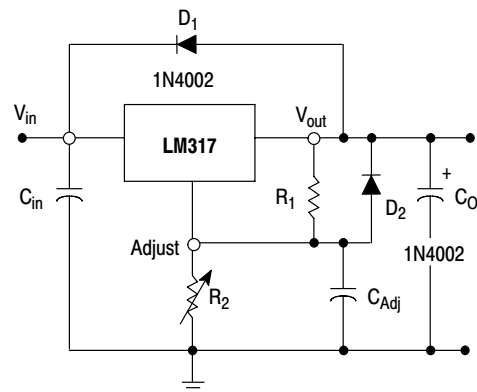 D1
1N4002
Vin
Vout
LM317
Cin
R1
D2
+
CO
Adjust
1N4002
R2
CAdj